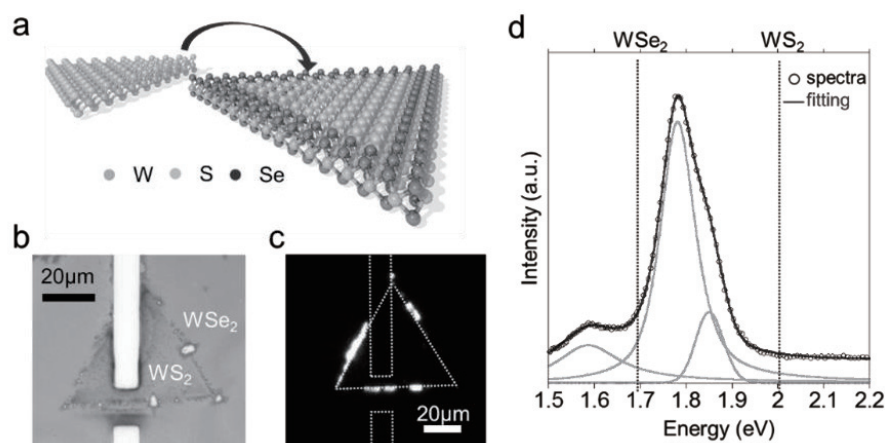 a
W S Se
b
20μm
WSe₂
WS₂
c
20μm
d
WSe₂ WS₂
spectra
fitting
Intensity (a.u.)
1.5 1.6 1.7 1.8 1.9 2 2.1 2.2
Energy (eV)